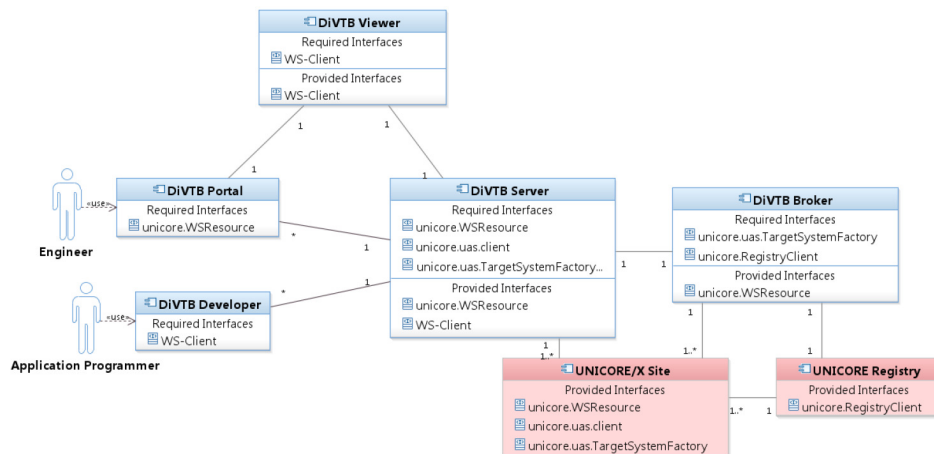 DiVTB Viewer
Required Interfaces
WS-Client
Provided Interfaces
WS-Client
1
1
1
1
«use»
Engineer
DiVTB Portal
Required Interfaces
unicore.WSResource
*
1
DiVTB Server
Required Interfaces
unicore.WSResource
unicore.uas.client
unicore.uas.TargetSystemFactory...
Provided Interfaces
unicore.WSResource
WS-Client
1
1
DiVTB Broker
Required Interfaces
unicore.uas.TargetSystemFactory
unicore.RegistryClient
Provided Interfaces
unicore.WSResource
«use»
Application Programmer
DiVTB Developer
Required Interfaces
WS-Client
*
1
1
1..*
1
1..*
1
1
UNICORE/X Site
Provided Interfaces
unicore.WSResource
unicore.uas.client
unicore.uas.TargetSystemFactory
1..*
1
UNICORE Registry
Provided Interfaces
unicore.RegistryClient